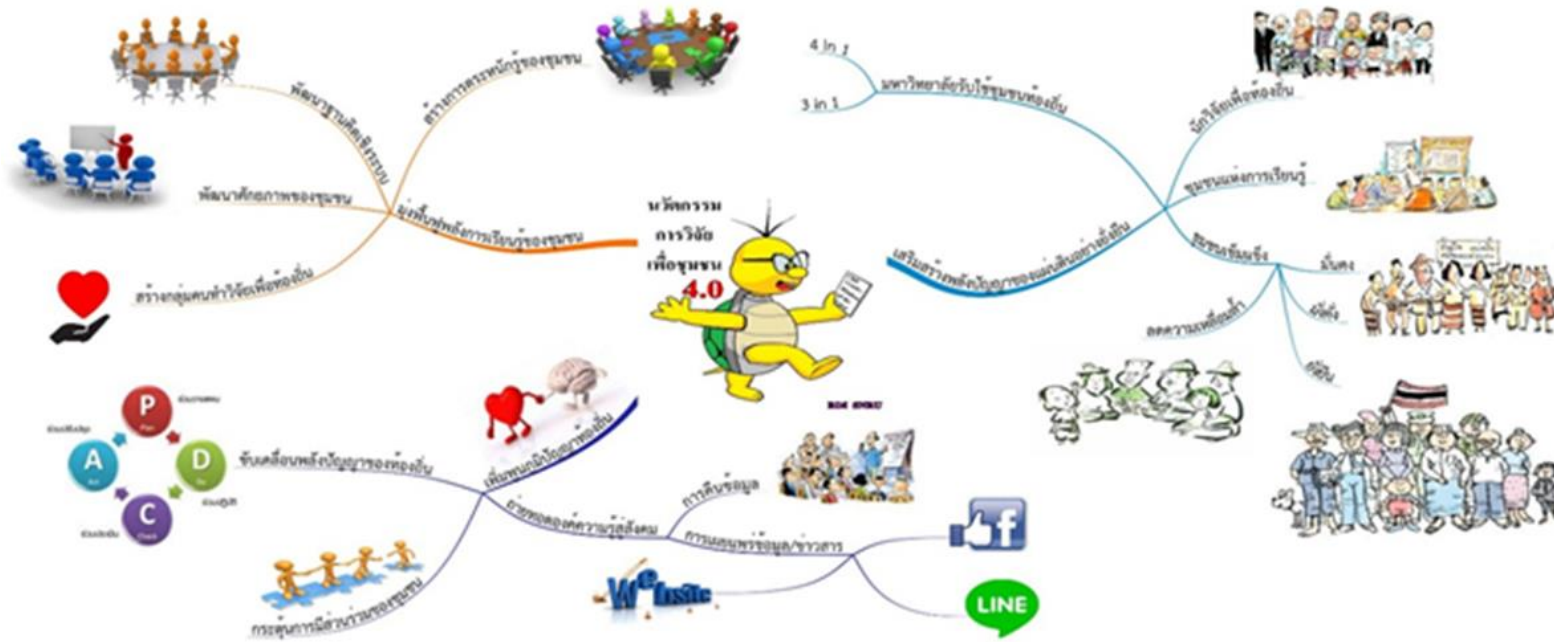 นวัตกรรม
การวิจัย
เพื่อชุมชน
4.0
มุ่งฟื้นฟูพลังการเรียนรู้ของชุมชน
สร้างการตระหนักรู้ของชุมชน
พัฒนาฐานคิดเชิงระบบ
พัฒนาศักยภาพของชุมชน
สร้างกลุ่มคนทำวิจัยเพื่อท้องถิ่น
เสริมสร้างพลังปัญญาของแผ่นดินอย่างยั่งยืน
มหาวิทยาลัยรับใช้ชุมชนท้องถิ่น
4 in 1
3 in 1
นักวิจัยเพื่อท้องถิ่น
ชุมชนแห่งการเรียนรู้
ชุมชนเข้มแข็ง
มั่นคง
มั่งคั่ง
ยั่งยืน
ลดความเหลื่อมล้ำ
เพิ่มพูนภูมิปัญญาท้องถิ่น
ขับเคลื่อนพลังปัญญาของท้องถิ่น
P
Plan
D
Do
C
Check
A
Act
ถ่ายทอดองค์ความรู้สู่สังคม
การคืนข้อมูล
การเผยแพร่ข้อมูล/ข่าวสาร
f
LINE
Website
กระตุ้นการมีส่วนร่วมของชุมชน